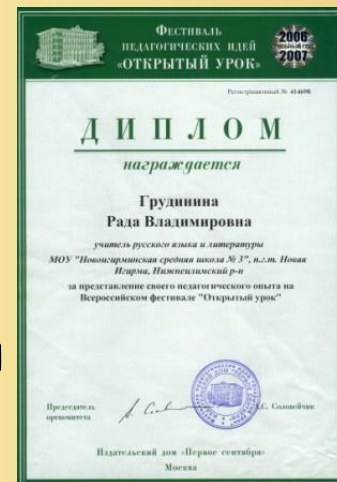 ФЕСТИВАЛЬ
ПЕДАГОГИЧЕСКИХ ИДЕЙ
«ОТКРЫТЫЙ УРОК»
2006
2007
Регистрационный №
ДИПЛОМ
награждается
Грудинина
Рада Владимировна
учитель русского языка и литературы
МОУ "Новоигирминская средняя школа № 3", п.г.т. Новая
Игирма, Нижнеилимский р-н
за представление своего педагогического опыта на
Всероссийском фестивале "Открытый урок"
Председатель
оргкомитета
Соловейчик
Издательский дом «Первое сентября»
Москва